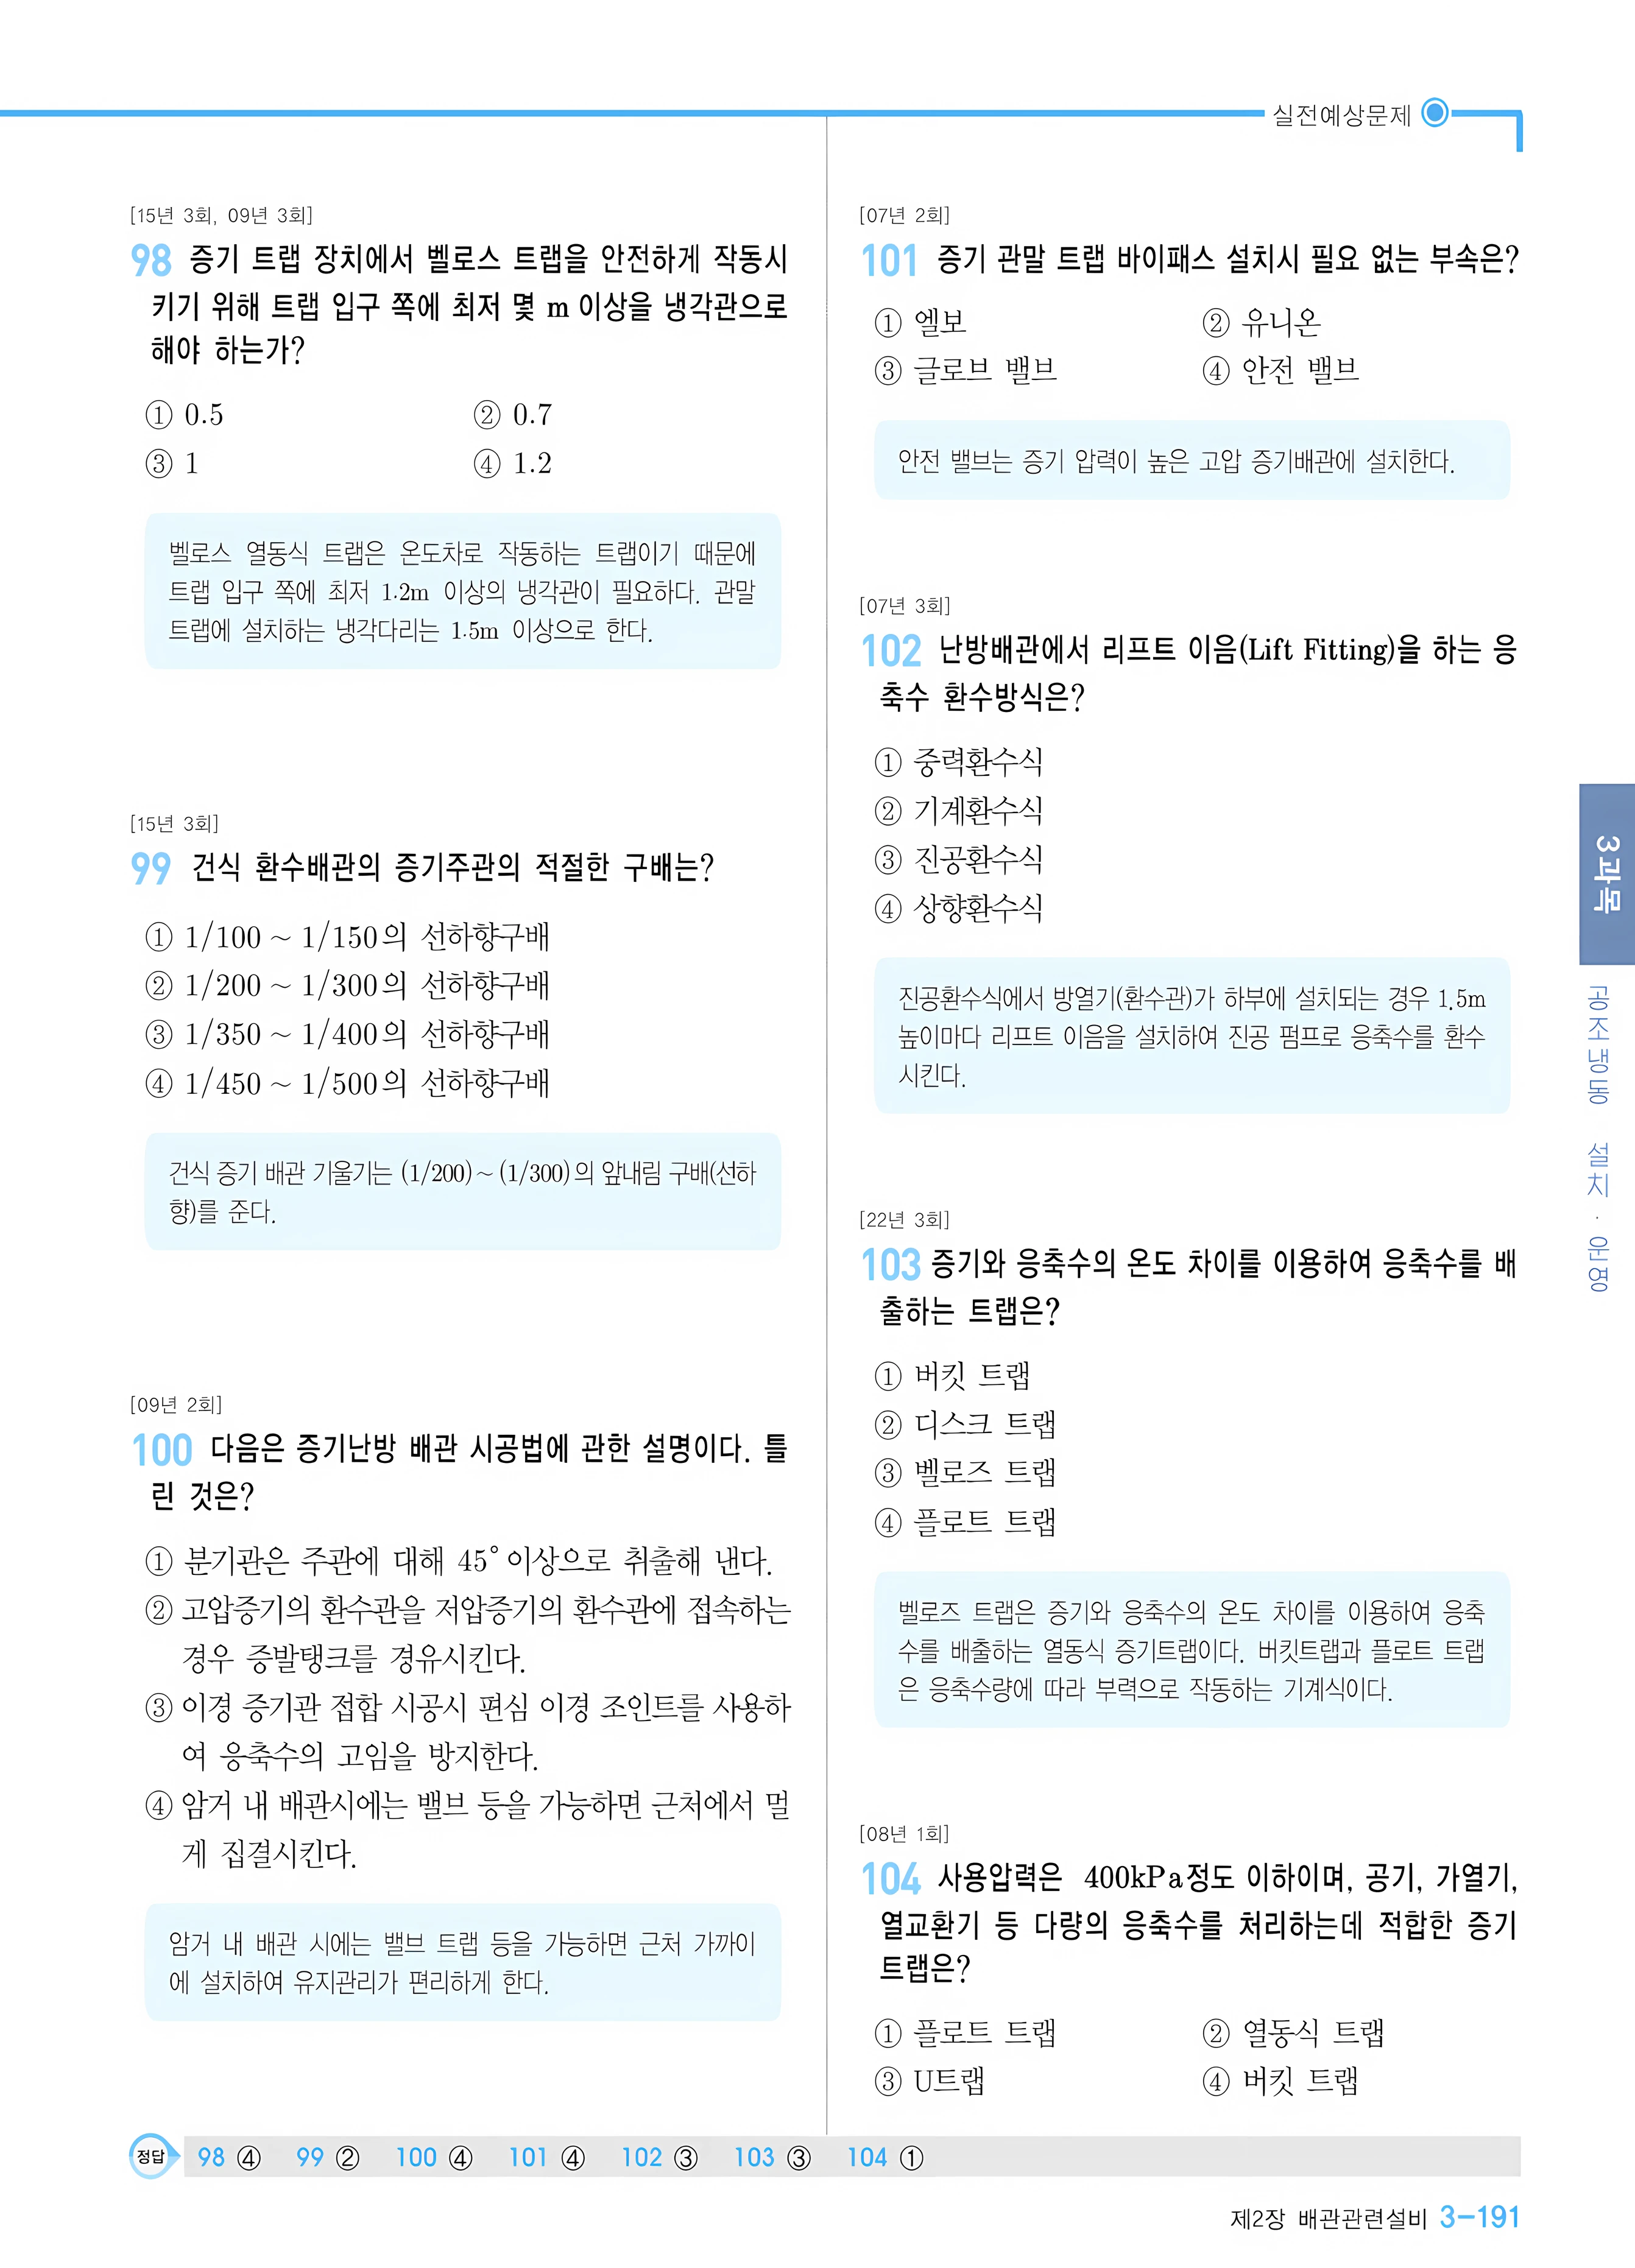 실전예상문제
[15년 3회, 09년 3회]
98 증기 트랩 장치에서 벨로스 트랩을 안전하게 작동시
키기 위해 트랩 입구 쪽에 최저 몇 m 이상을 냉각관으로
해야 하는가?
① 0.5 ② 0.7
③ 1 ④ 1.2
벨로스 열동식 트랩은 온도차로 작동하는 트랩이기 때문에
트랩 입구 쪽에 최저 1.2m 이상의 냉각관이 필요하다. 관말
트랩에 설치하는 냉각다리는 1.5m 이상으로 한다.
[15년 3회]
99 건식 환수배관의 증기주관의 적절한 구배는?
① 1/100 ~ 1/150의 선하향구배
② 1/200 ~ 1/300의 선하향구배
③ 1/350 ~ 1/400의 선하향구배
④ 1/450 ~ 1/500의 선하향구배
건식 증기 배관 기울기는 (1/200)~(1/300)의 앞내림 구배(선하
향)를 준다.
[09년 2회]
100 다음은 증기난방 배관 시공법에 관한 설명이다. 틀
린 것은?
① 분기관은 주관에 대해 45° 이상으로 취출해 낸다.
② 고압증기의 환수관을 저압증기의 환수관에 접속하는
경우 증발탱크를 경유시킨다.
③ 이경 증기관 접합 시공시 편심 이경 조인트를 사용하
여 응축수의 고임을 방지한다.
④ 암거 내 배관시에는 밸브 등을 가능하면 근처에서 멀
게 집결시킨다.
암거 내 배관 시에는 밸브 트랩 등을 가능하면 근처 가까이
에 설치하여 유지관리가 편리하게 한다.
[07년 2회]
101 증기 관말 트랩 바이패스 설치시 필요 없는 부속은?
① 엘보 ② 유니온
③ 글로브 밸브 ④ 안전 밸브
안전 밸브는 증기 압력이 높은 고압 증기배관에 설치한다.
[07년 3회]
102 난방배관에서 리프트 이음(Lift Fitting)을 하는 응
축수 환수방식은?
① 중력환수식
② 기계환수식
③ 진공환수식
④ 상향환수식
진공환수식에서 방열기(환수관)가 하부에 설치되는 경우 1.5m
높이마다 리프트 이음을 설치하여 진공 펌프로 응축수를 환수
시킨다.
[22년 3회]
103 증기와 응축수의 온도 차이를 이용하여 응축수를 배
출하는 트랩은?
① 버킷 트랩
② 디스크 트랩
③ 벨로즈 트랩
④ 플로트 트랩
벨로즈 트랩은 증기와 응축수의 온도 차이를 이용하여 응축
수를 배출하는 열동식 증기트랩이다. 버킷트랩과 플로트 트랩
은 응축수량에 따라 부력으로 작동하는 기계식이다.
[08년 1회]
104 사용압력은 400kPa정도 이하이며, 공기, 가열기,
열교환기 등 다량의 응축수를 처리하는데 적합한 증기
트랩은?
① 플로트 트랩 ② 열동식 트랩
③ U트랩 ④ 버킷 트랩
3과목
공조냉동 설치·운영
정답 98 ④ 99 ② 100 ④ 101 ④ 102 ③ 103 ③ 104 ①
제2장 배관관련설비 3-191